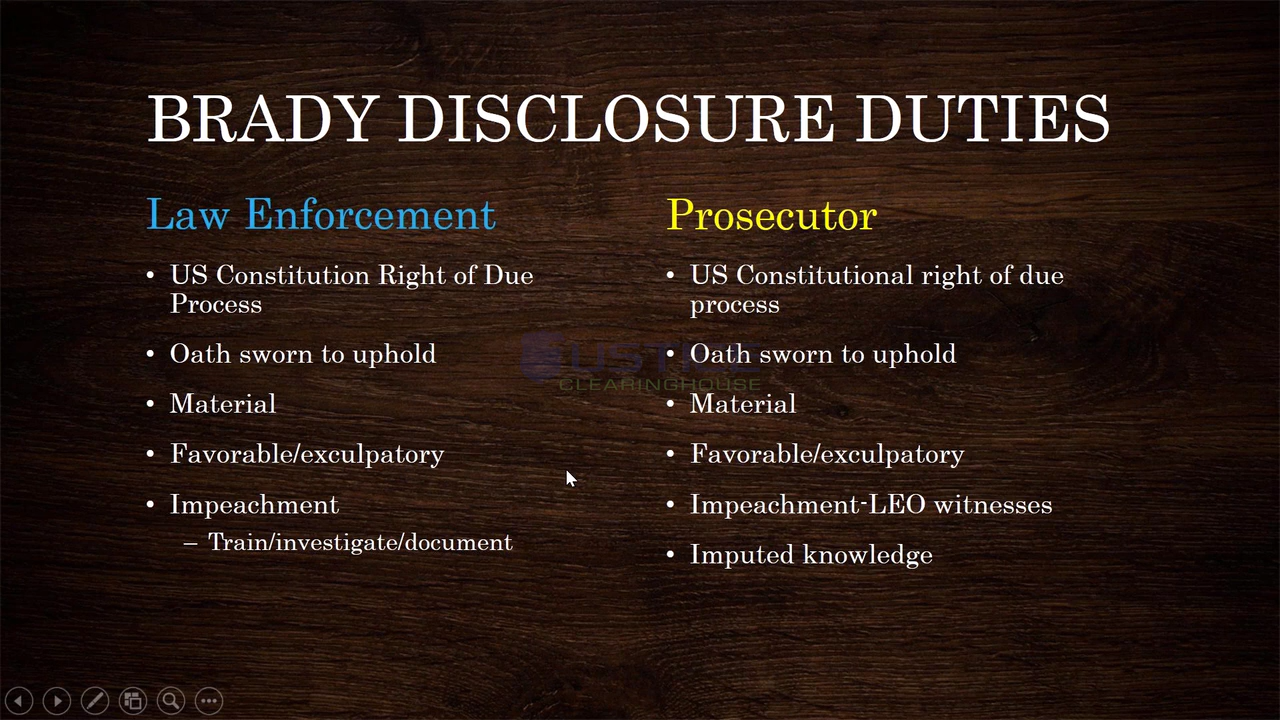 BRADY DISCLOSURE DUTIES
Law Enforcement
• US Constitution Right of Due
Process
• Oath sworn to uphold
• Material
• Favorable/exculpatory
• Impeachment
– Train/investigate/document
Prosecutor
• US Constitutional right of due
process
• Oath sworn to uphold
• Material
• Favorable/exculpatory
• Impeachment-LEO witnesses
• Imputed knowledge
USTICE
CLEARINGHOUSE